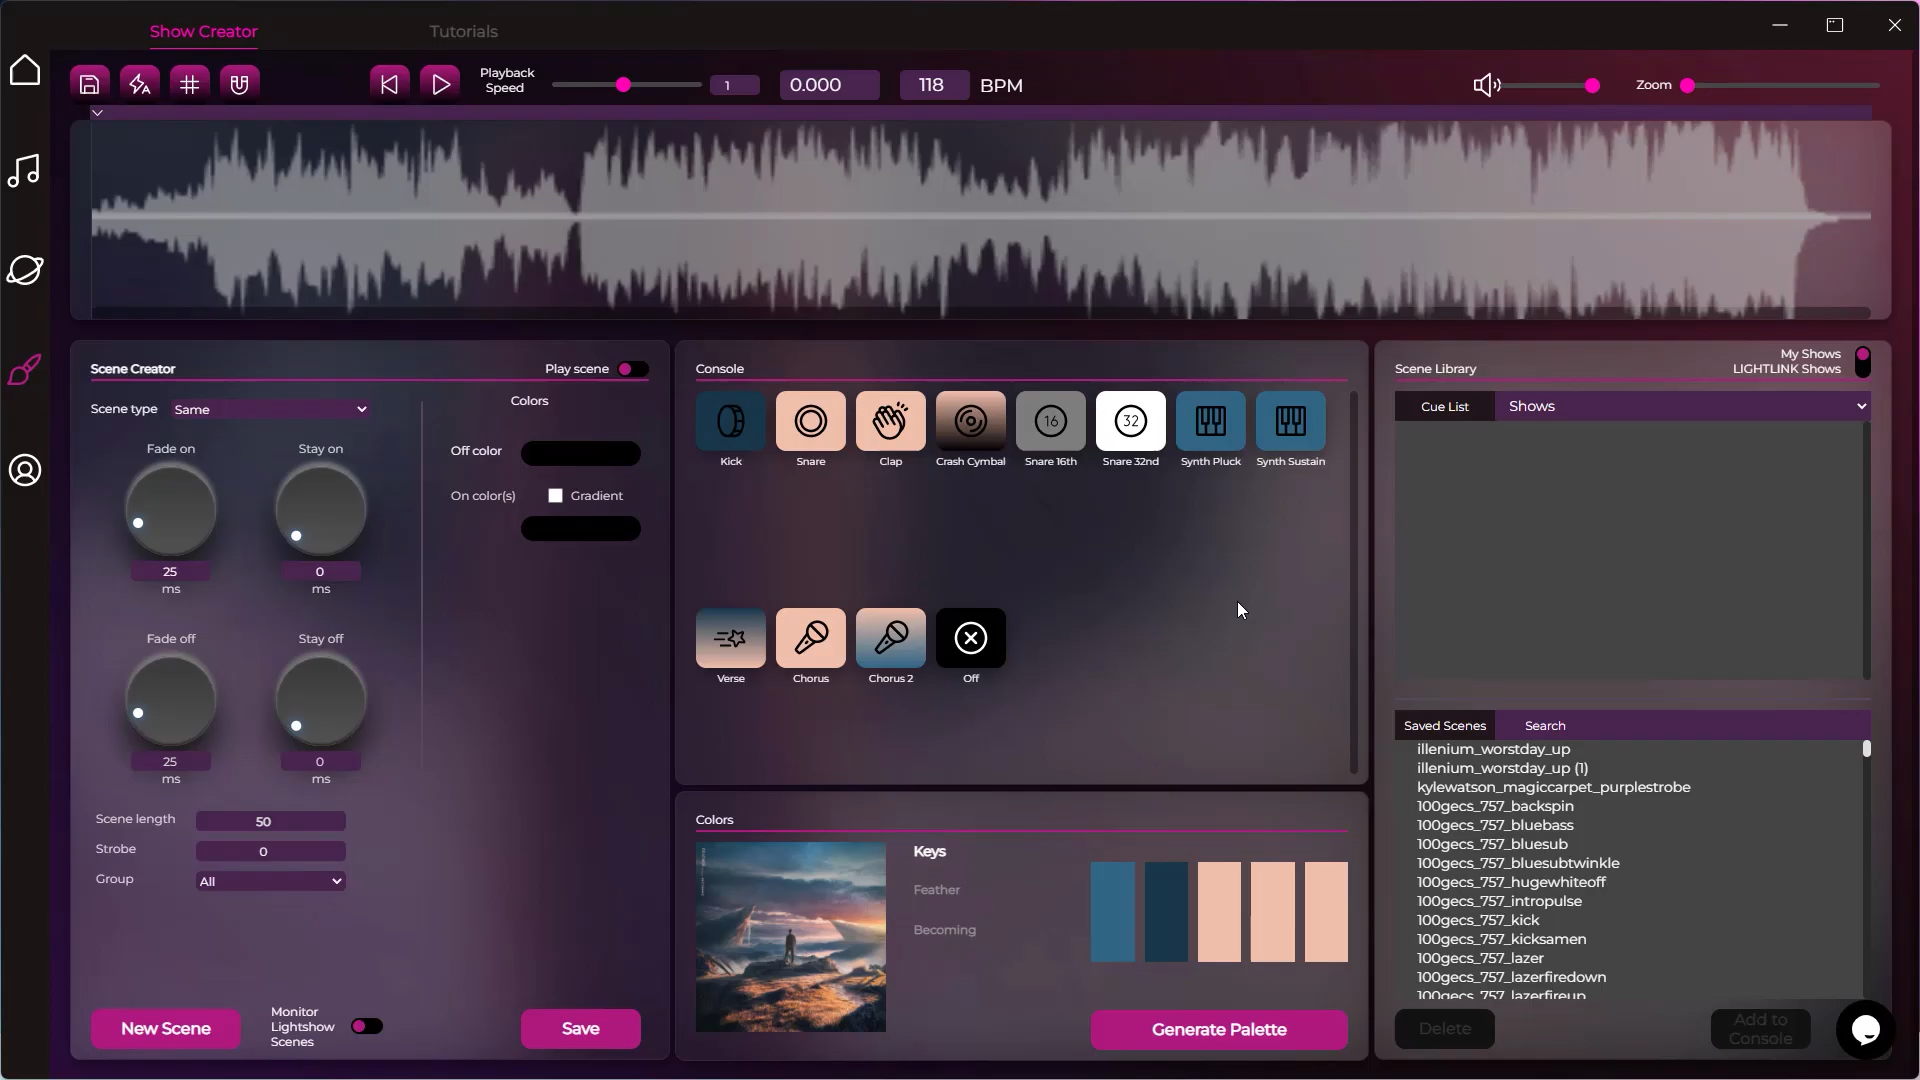 Show Creator
Tutorials
Playback
Speed
1
0.000
118
BPM
Zoom
Scene Creator
Play scene
Scene type
Same
Colors
Fade on
Stay on
Off color
On color(s)
Gradient
25
0
ms
ms
Fade off
Stay off
25
0
ms
ms
Scene length
50
Strobe
0
Group
All
New Scene
Monitor
Lightshow
Scenes
Save
Console
16
32
Kick
Snare
Clap
Crash Cymbal
Snare 16th
Snare 32nd
Synth Pluck
Synth Sustain
Verse
Chorus
Chorus 2
Off
Colors
Keys
Feather
Becoming
Generate Palette
Scene Library
My Shows
LIGHTLINK Shows
Cue List
Shows
Saved Scenes
Search
illenium_worstday_up
illenium_worstday_up (1)
kylewatson_magiccarpet_purplestrobe
100gecs_757_backspin
100gecs_757_bluebass
100gecs_757_bluesub
100gecs_757_bluesubtwinkle
100gecs_757_hugewhiteoff
100gecs_757_intropulse
100gecs_757_kick
100gecs_757_kicksamen
100gecs_757_lazer
100gecs_757_lazerfiredown
100gecs_757_lazerfireup
Delete
Add to
Console